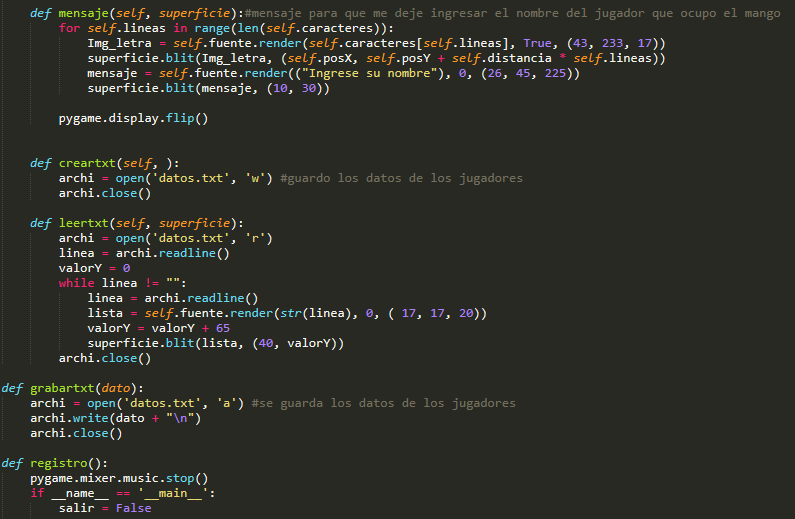 def mensaje(self, superficie):#mensaje para que me deje ingresar el nombre del jugador que ocupo el mango
for self.lineas in range(len(self.caracteres)):
Img_letra = self.fuente.render(self.caracteres[self.lineas], True, (43, 233, 17))
superficie.blit(Img_letra, (self.posX, self.posY + self.distancia * self.lineas))
mensaje = self.fuente.render(("Ingrese su nombre"), 0, (26, 45, 225))
superficie.blit(mensaje, (10, 30))
pygame.display.flip()
def creartxt(self, ):
archi = open('datos.txt', 'w') #guardo los datos de los jugadores
archi.close()
def leertxt(self, superficie):
archi = open('datos.txt', 'r')
linea = archi.readline()
valorY = 0
while linea != "":
linea = archi.readline()
lista = self.fuente.render(str(linea), 0, ( 17, 17, 20))
valorY = valorY + 65
superficie.blit(lista, (40, valorY))
archi.close()
def grabartxt(dato):
archi = open('datos.txt', 'a') #se guarda los datos de los jugadores
archi.write(dato + "\n")
archi.close()
def registro():
pygame.mixer.music.stop()
if __name__ == '__main__':
salir = False